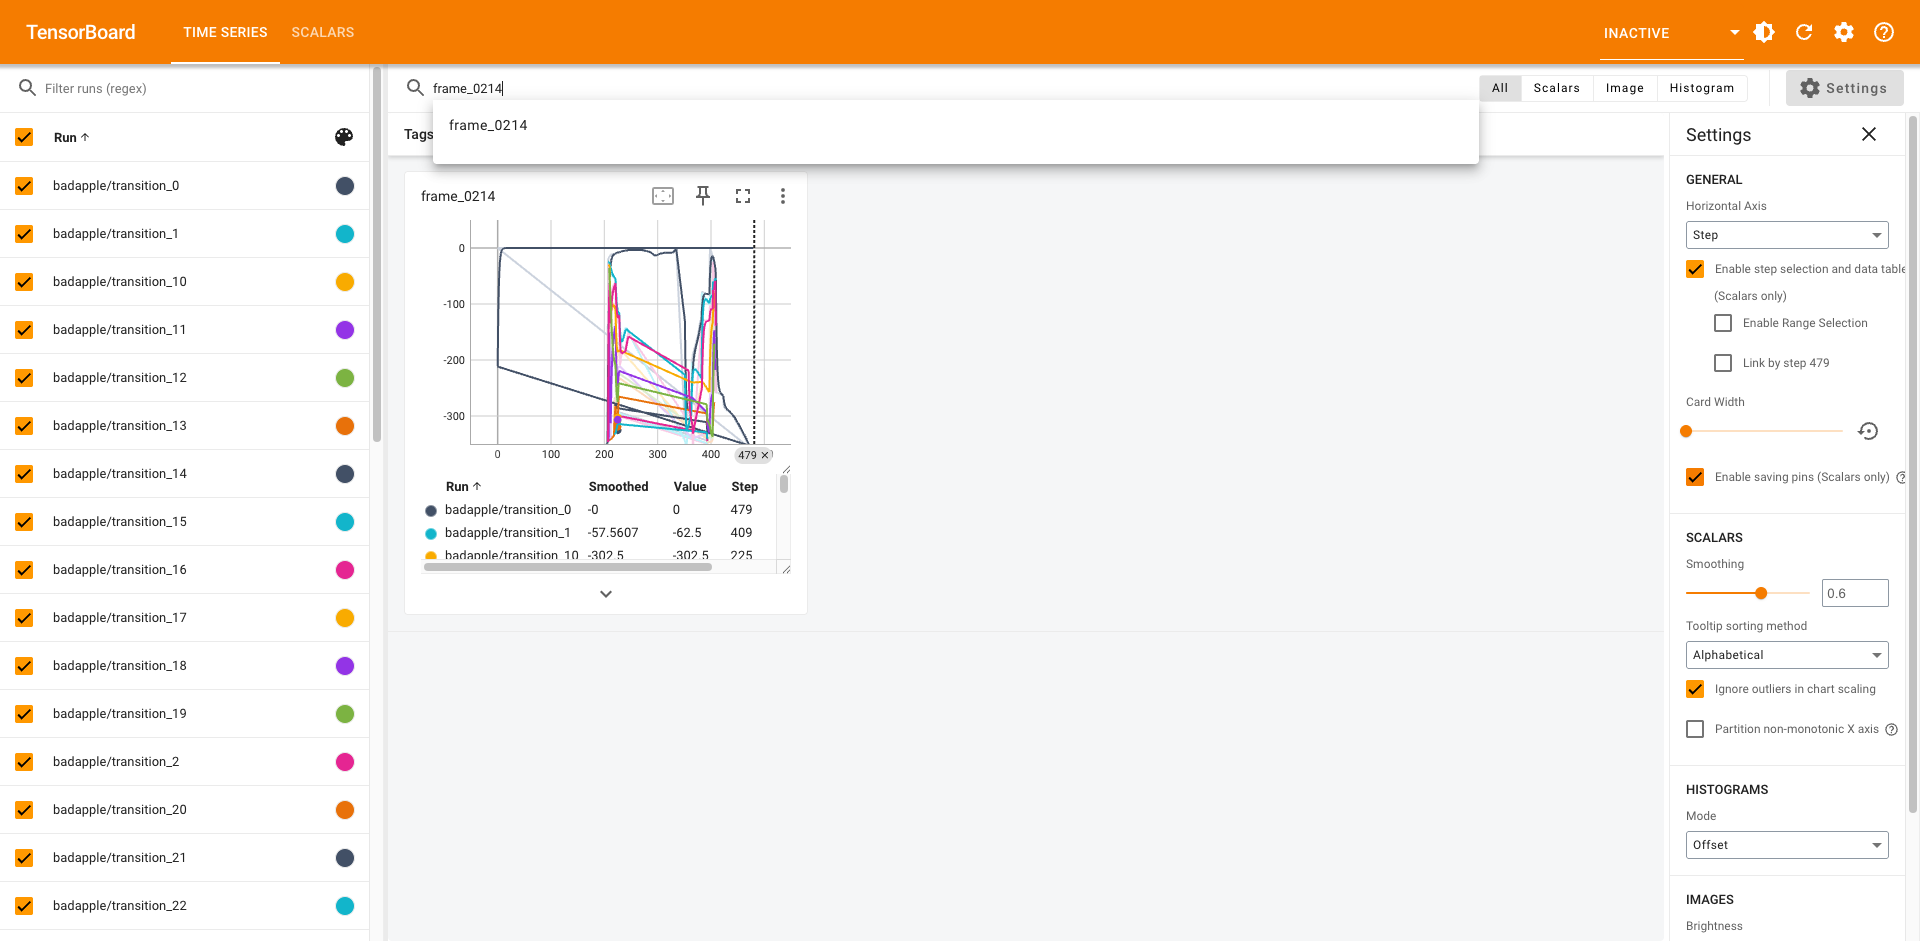 TensorBoard
TIME SERIES
SCALARS
INACTIVE
Filter runs (regex)
frame_0214
All
Scalars
Image
Histogram
Settings
frame_0214
Tags
Run
badapple/transition_0
badapple/transition_1
badapple/transition_10
badapple/transition_11
badapple/transition_12
badapple/transition_13
badapple/transition_14
badapple/transition_15
badapple/transition_16
badapple/transition_17
badapple/transition_18
badapple/transition_19
badapple/transition_2
badapple/transition_20
badapple/transition_21
badapple/transition_22
frame_0214
0
-100
-200
-300
0 100 200 300 400 479
Run Smoothed Value Step
badapple/transition_0 -0 0 479
badapple/transition_1 -57.5607 -62.5 409
badapple/transition_10 -302.5 -302.5 225
Settings
GENERAL
Horizontal Axis
Step
Enable step selection and data table
(Scalars only)
Enable Range Selection
Link by step 479
Card Width
Enable saving pins (Scalars only)
SCALARS
Smoothing
0.6
Tooltip sorting method
Alphabetical
Ignore outliers in chart scaling
Partition non-monotonic X axis
HISTOGRAMS
Mode
Offset
IMAGES
Brightness